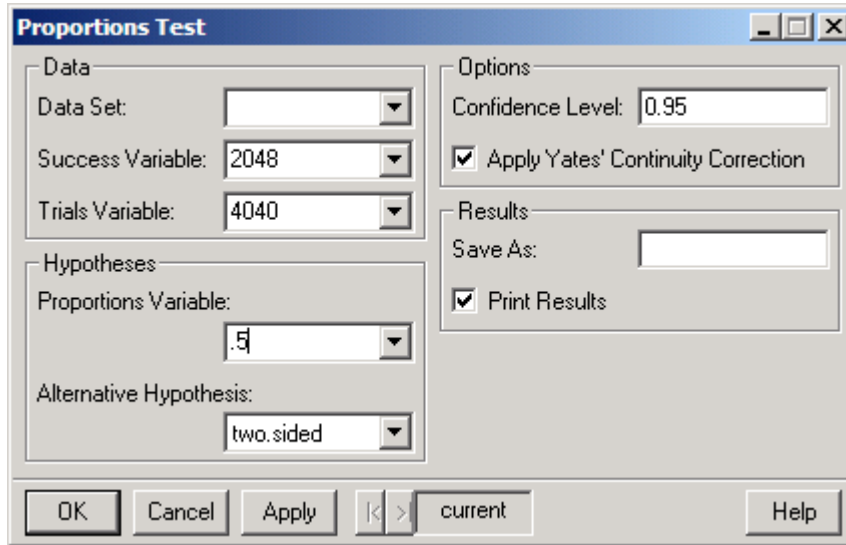 Proportions Test
Data
Data Set:
Success Variable: 2048
Trials Variable: 4040
Hypotheses
Proportions Variable:
.5
Alternative Hypothesis:
two.sided
Options
Confidence Level: 0.95
Apply Yates' Continuity Correction
Results
Save As:
Print Results
OK Cancel Apply current Help